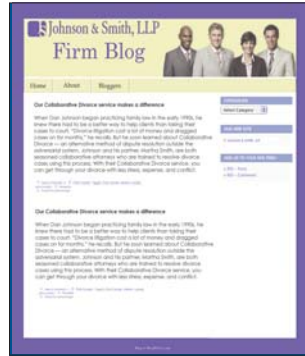 Johnson & Smith, LLP
Firm Blog
Home About Bloggers
Our Collaborative Divorce service makes a difference
When Dan Johnson began practicing family law in the early 1990s, he
knew there had to be a better way to help clients than taking their
cases to court. "Divorce litigation cost a lot of money and dragged
cases on for months," he recalls. But he soon learned about Collaborative
Divorce — an alternative method of dispute resolution outside the
adversarial system. Johnson and his partner, Martha Smith, are both
seasoned collaborative attorneys who are trained to resolve divorce
cases using this process. With their Collaborative Divorce service, you
can get through your divorce with less stress, expense, and conflict.
Our Collaborative Divorce service makes a difference
When Dan Johnson began practicing family law in the early 1990s, he
knew there had to be a better way to help clients than taking their
cases to court. "Divorce litigation cost a lot of money and dragged
cases on for months," he recalls. But he soon learned about Collaborative
Divorce — an alternative method of dispute resolution outside the
adversarial system. Johnson and his partner, Martha Smith, are both
seasoned collaborative attorneys who are trained to resolve divorce
cases using this process. With their Collaborative Divorce service, you
can get through your divorce with less stress, expense, and conflict.
Select Category